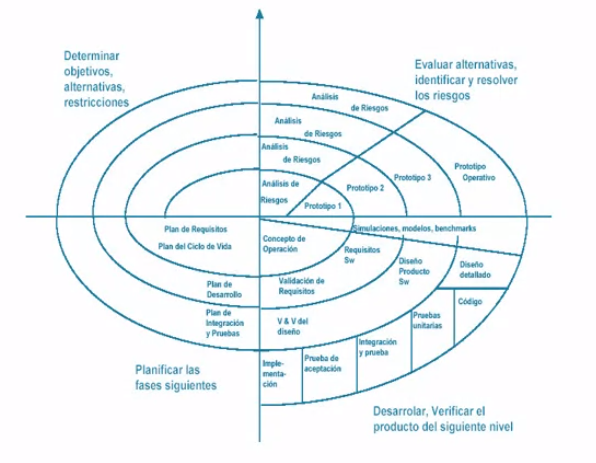 Determinar
objetivos,
alternativas,
restricciones
Evaluar alternativas,
identificar y resolver
los riesgos
Análisis
de Riesgos
Análisis
de Riesgos
Análisis
de Riesgos
Análisis de
Riesgos
Prototipo 1
Prototipo 2
Prototipo 3
Prototipo
Operativo
Simulaciones, modelos, benchmarks
Plan de Requisitos
Plan del Ciclo de Vida
Concepto de
Operación
Requisitos
Sw
Diseño
Producto
Sw
Diseño
detallado
Plan de
Desarrollo
Validación de
Requisitos
Código
Plan de
Integración
y Pruebas
V & V del
diseño
Pruebas
unitarias
Integración
y prueba
Prueba de
aceptación
Imple-
menta-
ción
Planificar las
fases siguientes
Desarrolar, Verificar el
producto del siguiente nivel